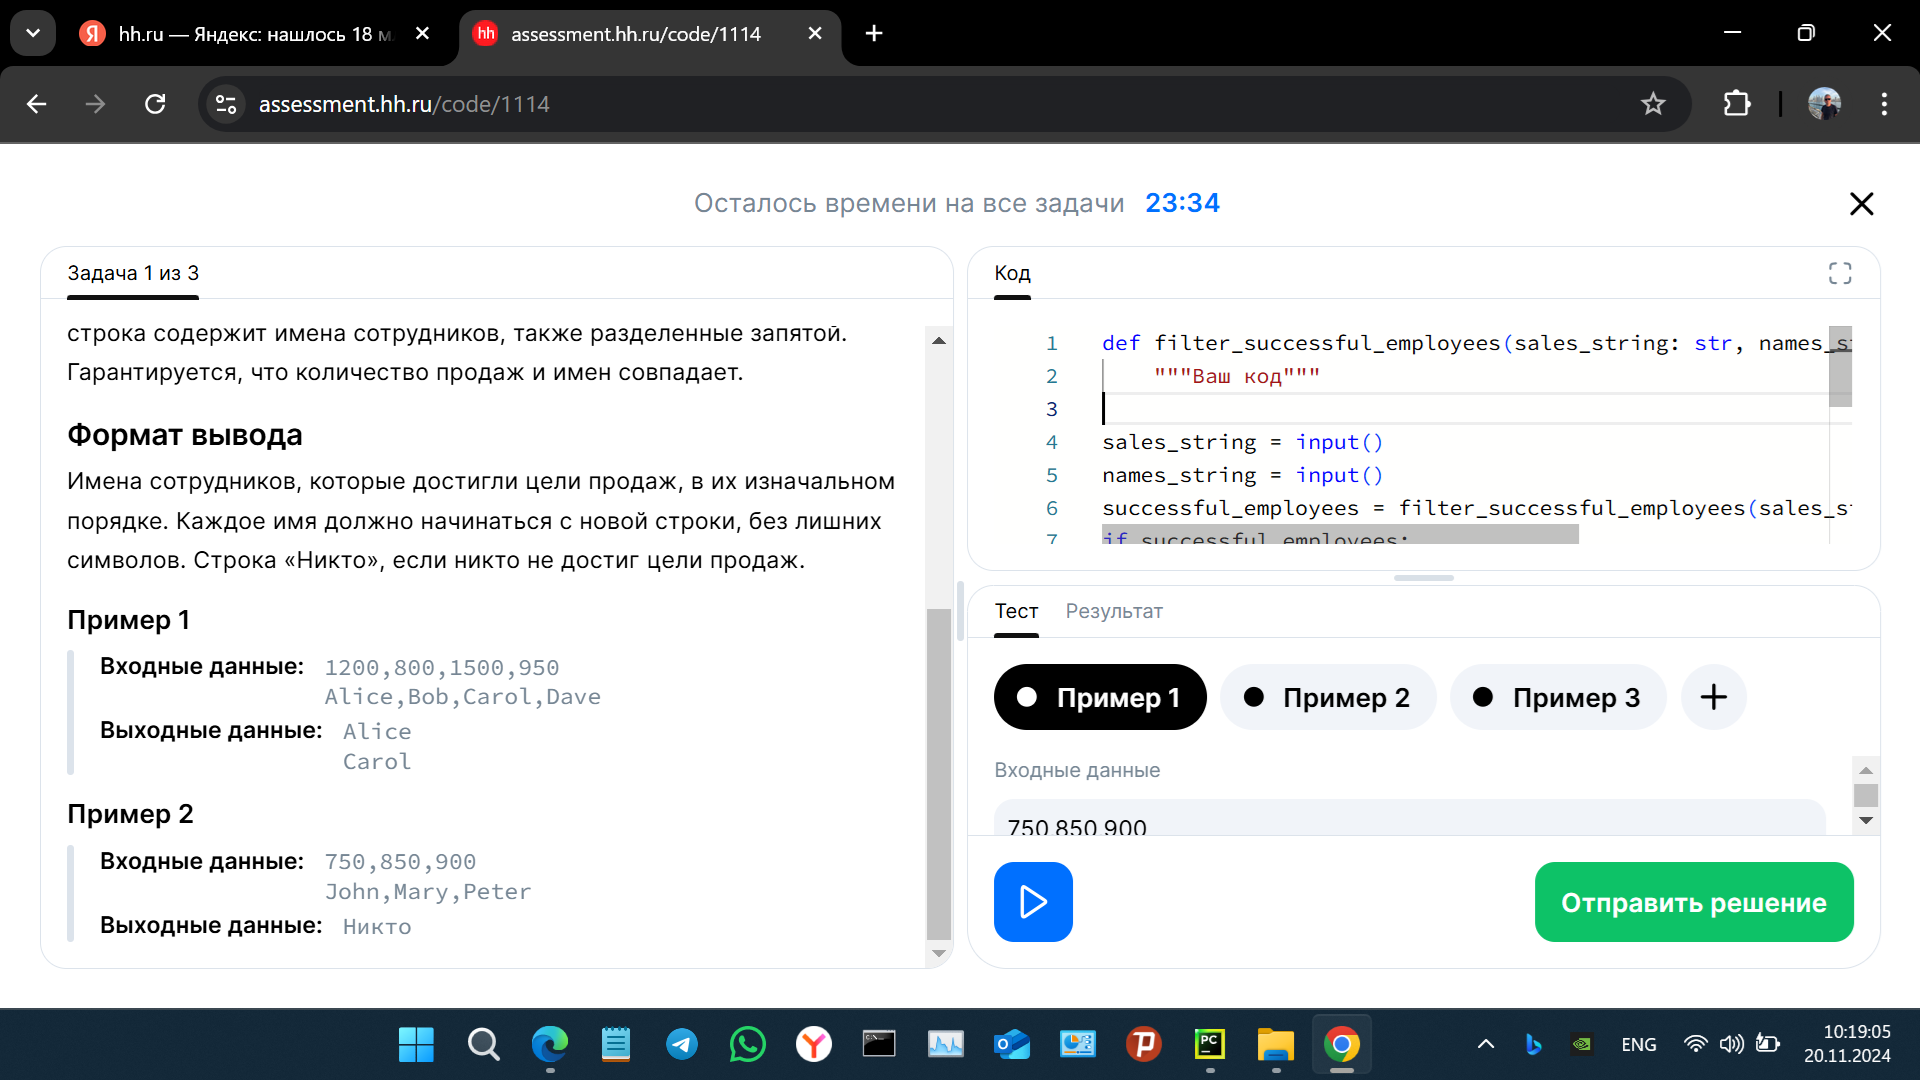 hh.ru — Яндекс: нашлось 18 м
assessment.hh.ru/code/1114
assessment.hh.ru/code/1114
Осталось времени на все задачи 23:34
Задача 1 из 3
строка содержит имена сотрудников, также разделенные запятой.
Гарантируется, что количество продаж и имен совпадает.
Формат вывода
Имена сотрудников, которые достигли цели продаж, в их изначальном
порядке. Каждое имя должно начинаться с новой строки, без лишних
символов. Строка «Никто», если никто не достиг цели продаж.
Пример 1
Входные данные: 1200,800,1500,950
Alice,Bob,Carol,Dave
Выходные данные: Alice
Carol
Пример 2
Входные данные: 750,850,900
John,Mary,Peter
Выходные данные: Никто
Код
1 def filter_successful_employees(sales_string: str, names_s
2 """Ваш код"""
3
4 sales_string = input()
5 names_string = input()
6 successful_employees = filter_successful_employees(sales_s
7 if successful_employees:
Тест Результат
Пример 1 Пример 2 Пример 3
Входные данные
750,850,900
Отправить решение
ENG
10:19:05
20.11.2024